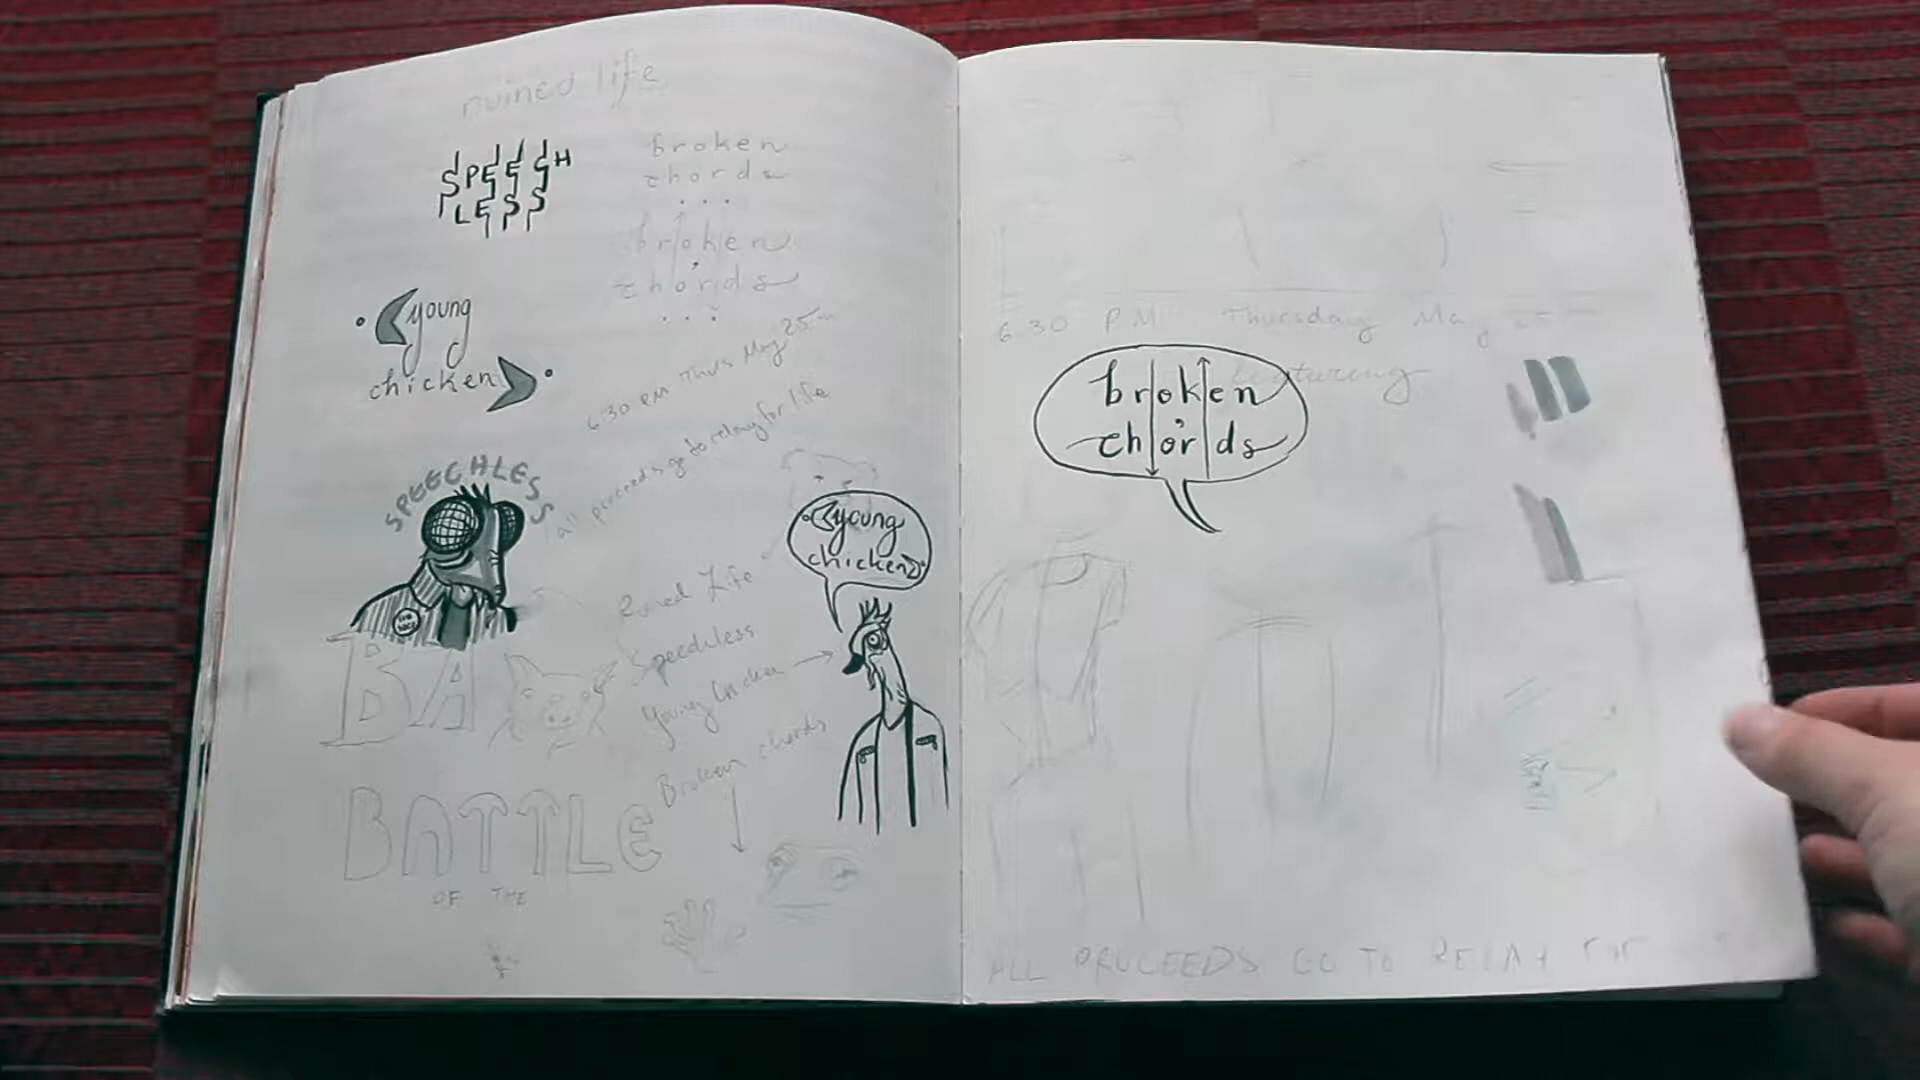 Ruined life
SPEECH
LESS
broken
chords
...
broken
chords
...
young
chicken
6:30 PM Thurs May 25th
all proceeds go to relay for life
SPEECHLESS
young
chicken
Ruined Life
Speechless
Young Chicken
Broken chords
BA
BATTLE
OF THE
6:30 PM Thursday May
featuring
broken
chords
ALL PROCEEDS GO TO RELAY FOR